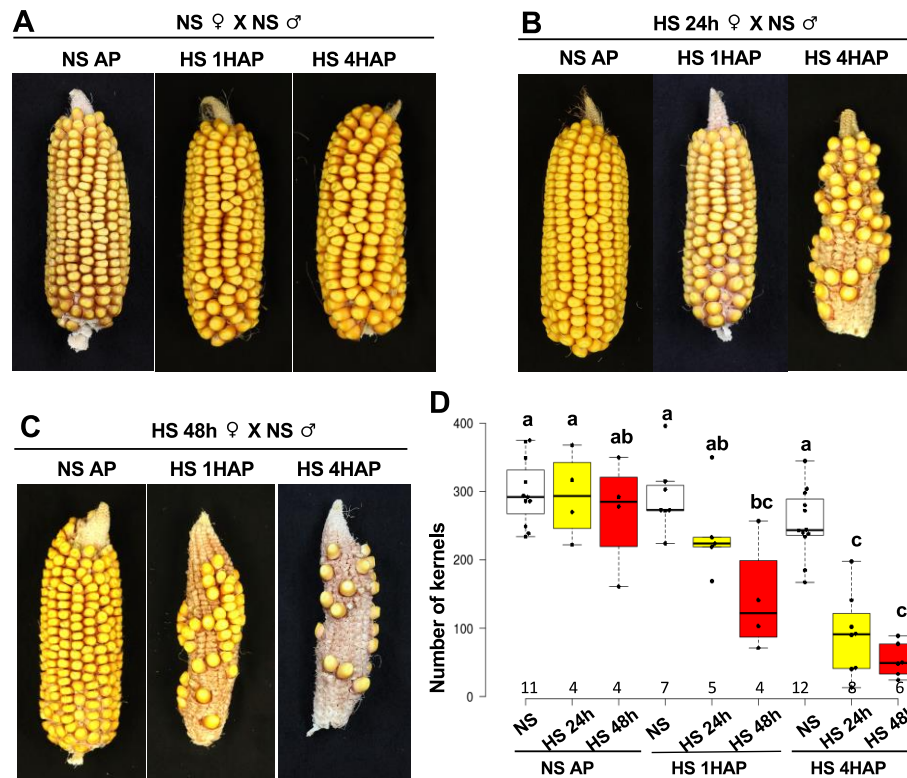 A
NS ♀ X NS ♂
NS AP HS 1HAP HS 4HAP
B
HS 24h ♀ X NS ♂
NS AP HS 1HAP HS 4HAP
C
HS 48h ♀ X NS ♂
NS AP HS 1HAP HS 4HAP
D
Number of kernels
400
300
200
100
0
a a ab a ab bc a c c
11 4 4 7 5 4 12 8 6
NS HS 24h HS 48h NS HS 24h HS 48h NS HS 24h HS 48h
NS AP HS 1HAP HS 4HAP